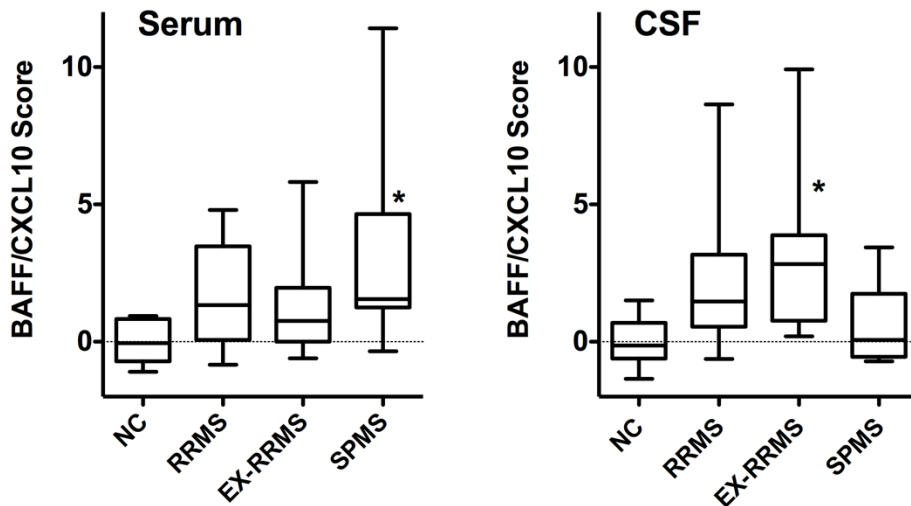 Serum
BAFF/CXCL10 Score
10
5
0
*
NC
RRMS
EX-RRMS
SPMS
CSF
BAFF/CXCL10 Score
10
5
0
*
NC
RRMS
EX-RRMS
SPMS